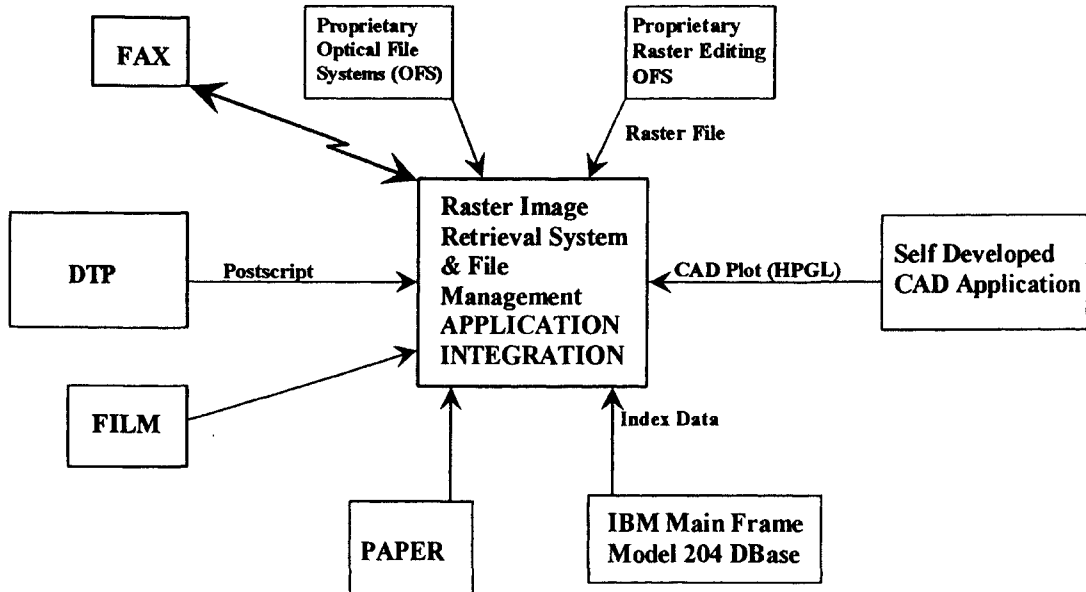 FAX
Proprietary
Optical File
Systems (OFS)
Proprietary
Raster Editing
OFS
Raster File
Raster Image
Retrieval System
& File
Management
APPLICATION
INTEGRATION
DTP
Postscript
CAD Plot (HPGL)
Self Developed
CAD Application
FILM
Index Data
PAPER
IBM Main Frame
Model 204 DBase